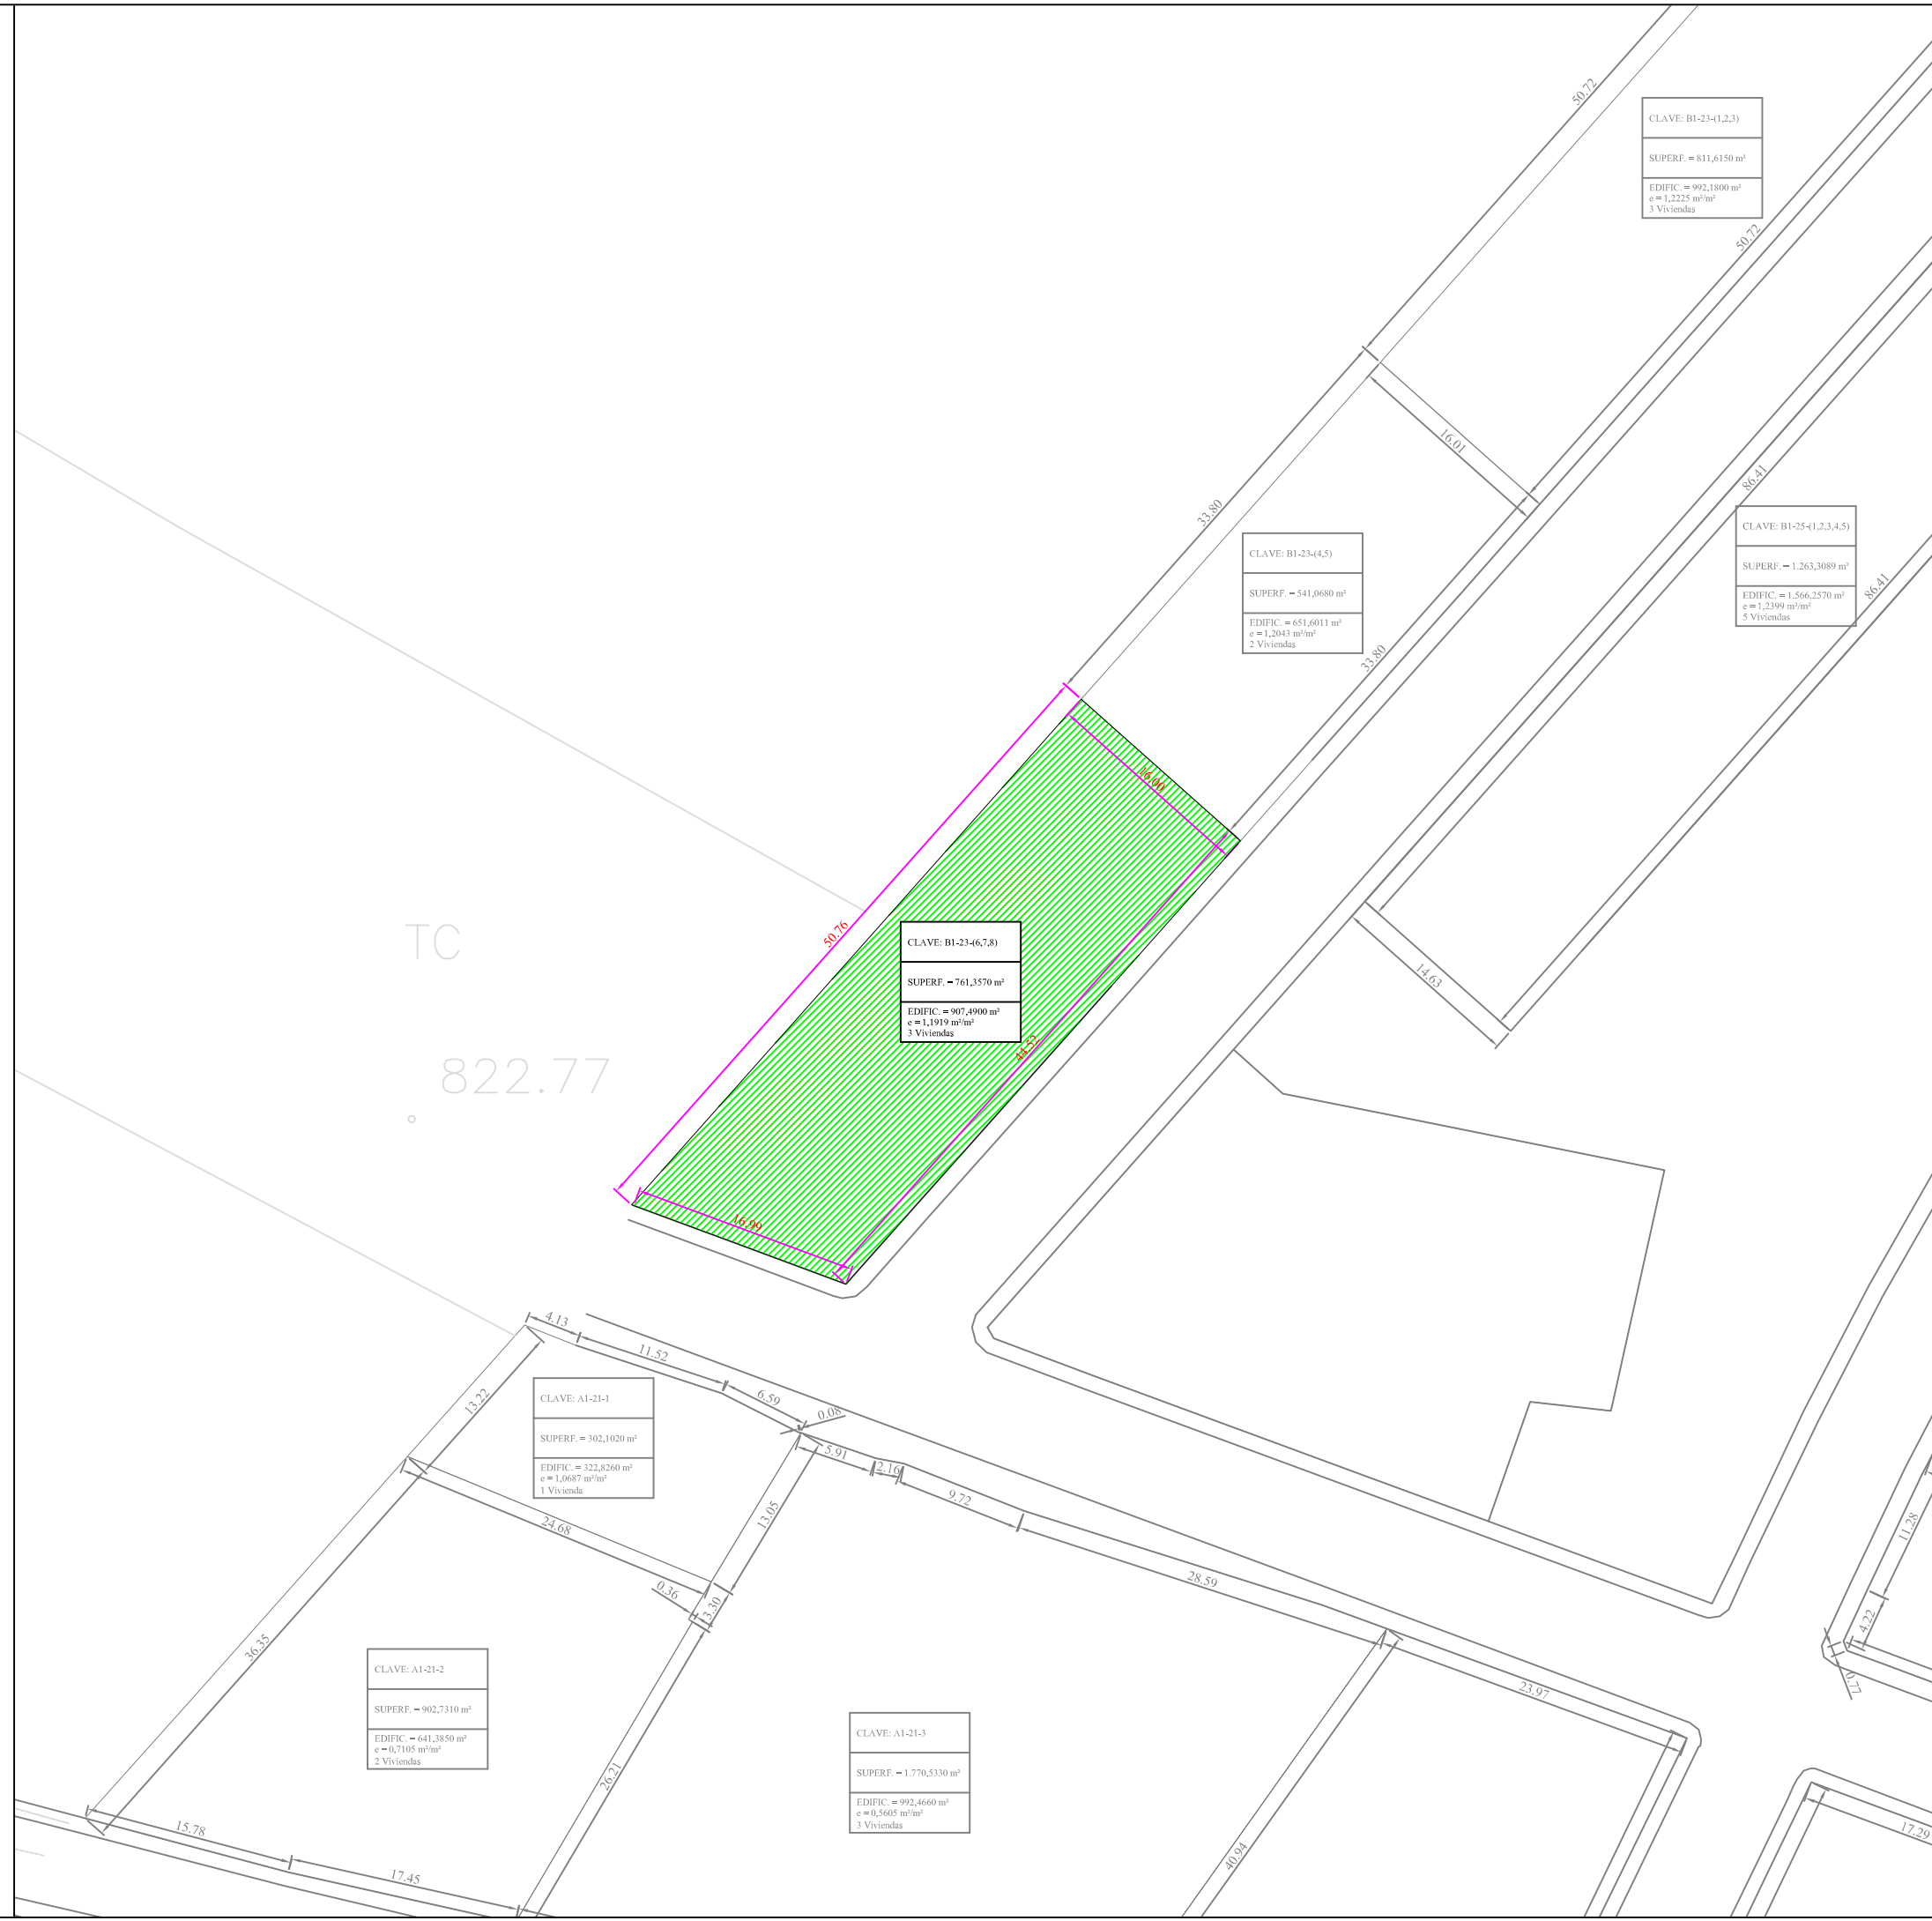 50.72
CLAVE: B1-23-(1,2,3)
SUPERF. = 811,6150 m²
EDIFIC. = 992,1800 m²
e = 1,2225 m²/m²
3 Viviendas
50.72
16.01
33.80
86.41
CLAVE: B1-25-(1,2,3,4,5)
SUPERF. = 1.263,3089 m²
EDIFIC. = 1.566,2570 m²
e = 1,2399 m²/m²
5 Viviendas
86.41
CLAVE: B1-23-(4,5)
SUPERF. = 541,0680 m²
EDIFIC. = 651,6011 m²
e = 1,2043 m²/m²
2 Viviendas
33.80
16.00
50.76
TC
CLAVE: B1-23-(6,7,8)
SUPERF. = 761,3570 m²
EDIFIC. = 907,4900 m²
e = 1,1919 m²/m²
3 Viviendas
14.63
44.52
822.77
16.99
4.13
11.52
6.59
0.08
13.22
CLAVE: A1-21-1
SUPERF. = 302,1020 m²
EDIFIC. = 322,8260 m²
e = 1,0687 m²/m²
1 Vivienda
5.91
2.16
9.72
13.05
24.68
11.28
28.59
0.36
3.30
4.22
36.35
CLAVE: A1-21-2
SUPERF. = 902,7310 m²
EDIFIC. = 641,3850 m²
e = 0,7105 m²/m²
2 Viviendas
23.97
0.77
CLAVE: A1-21-3
SUPERF. = 1.770,5330 m²
EDIFIC. = 992,4660 m²
e = 0,5605 m²/m²
3 Viviendas
26.21
15.78
17.29
40.94
17.45